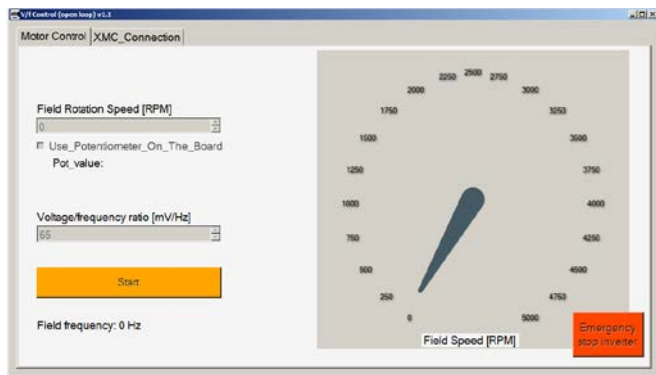 V/f Control (open loop) v1.1
Motor Control XMC_Connection
Field Rotation Speed [RPM]
0
Use_Potentiometer_On_The_Board
Pot_value:
Voltage/frequency ratio [mV/Hz]
65
Start
Field frequency: 0 Hz
2250 2500 2750
2000 3000
1750 3250
1500 3500
1250 3750
1000 4000
750 4250
500 4500
250 4750
0 5000
Field Speed [RPM]
Emergency
stop inverter